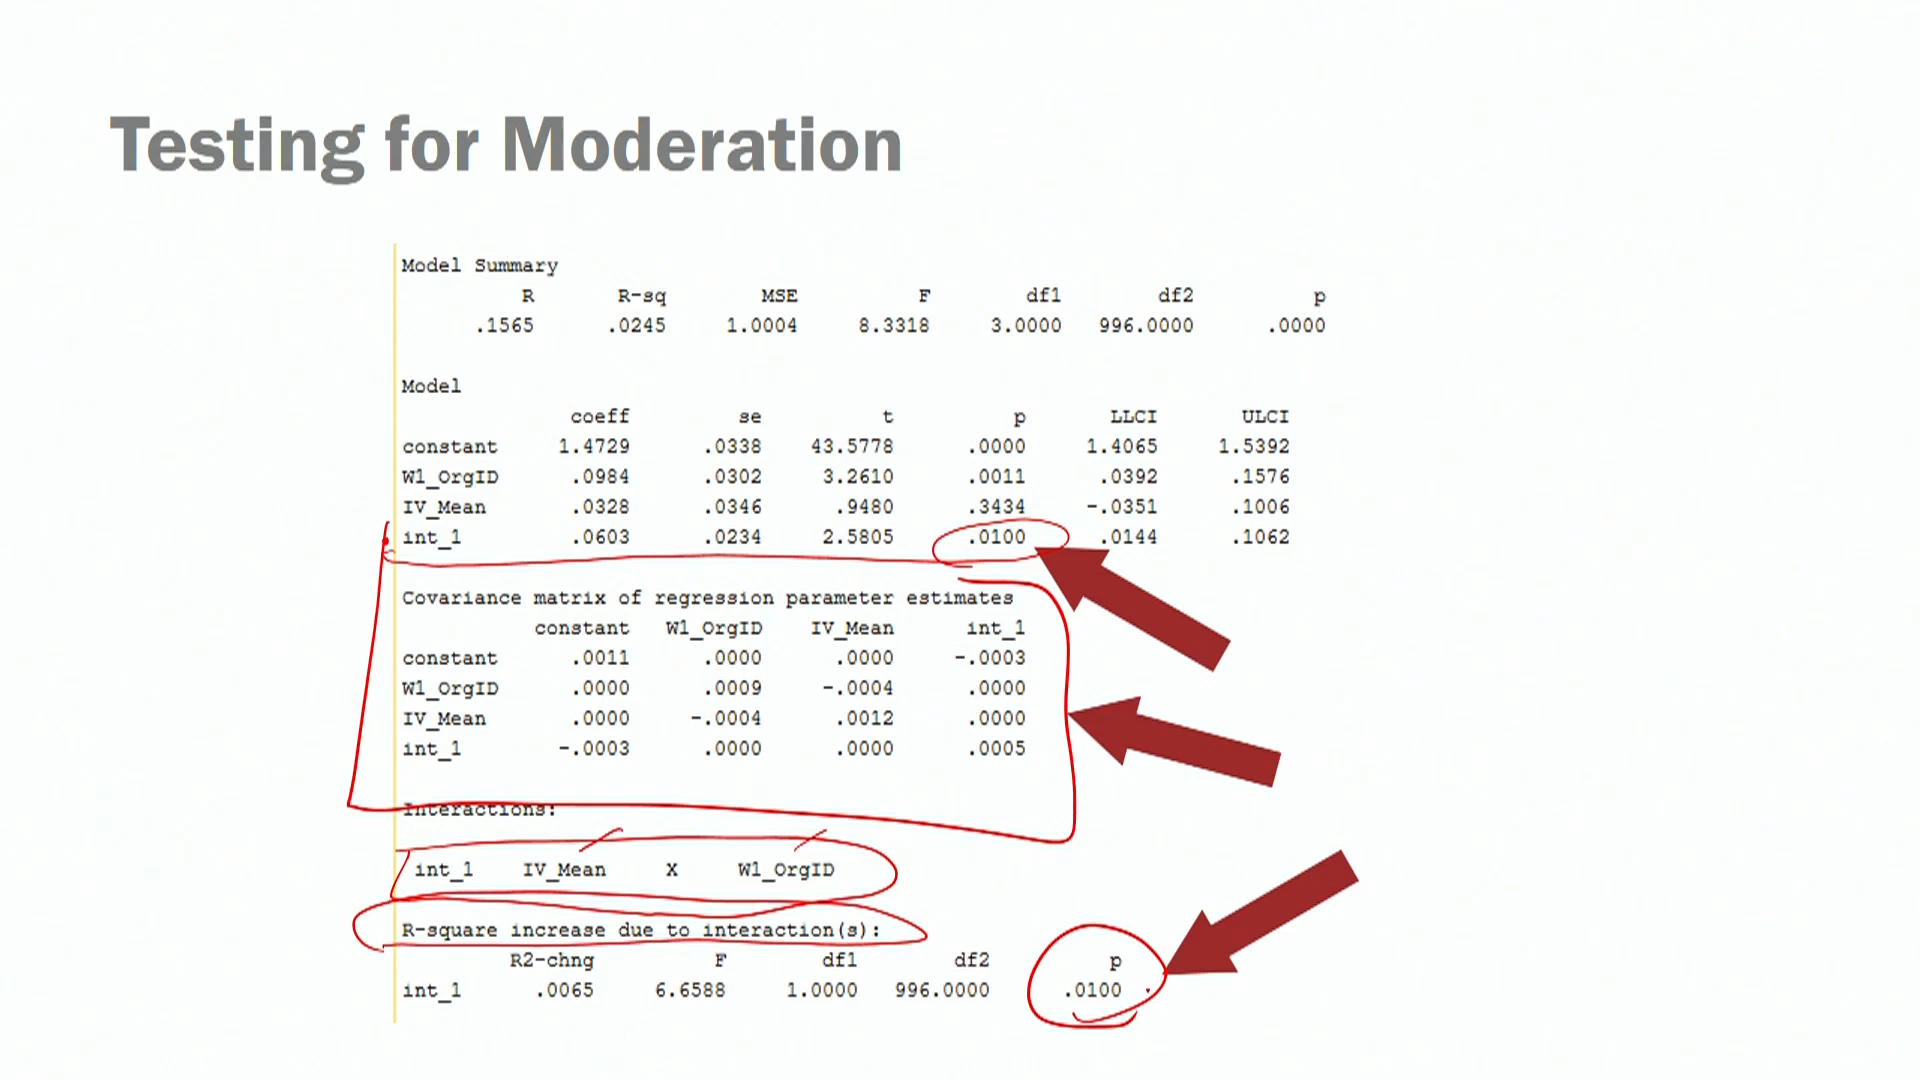 Testing for Moderation
Model Summary
R R-sq MSE F df1 df2 p
.1565 .0245 1.0004 8.3318 3.0000 996.0000 .0000
Model
coeff se t p LLCI ULCI
constant 1.4729 .0338 43.5778 .0000 1.4065 1.5392
W1_OrgID .0984 .0302 3.2610 .0011 .0392 .1576
IV_Mean .0328 .0346 .9480 .3434 -.0351 .1006
int_1 .0603 .0234 2.5805 .0100 .0144 .1062
Covariance matrix of regression parameter estimates
constant W1_OrgID IV_Mean int_1
constant .0011 .0000 .0000 -.0003
W1_OrgID .0000 .0009 -.0004 .0000
IV_Mean .0000 -.0004 .0012 .0000
int_1 -.0003 .0000 .0000 .0005
Interactions:
int_1 IV_Mean X W1_OrgID
R-square increase due to interaction(s):
R2-chng F df1 df2 p
int_1 .0065 6.6588 1.0000 996.0000 .0100